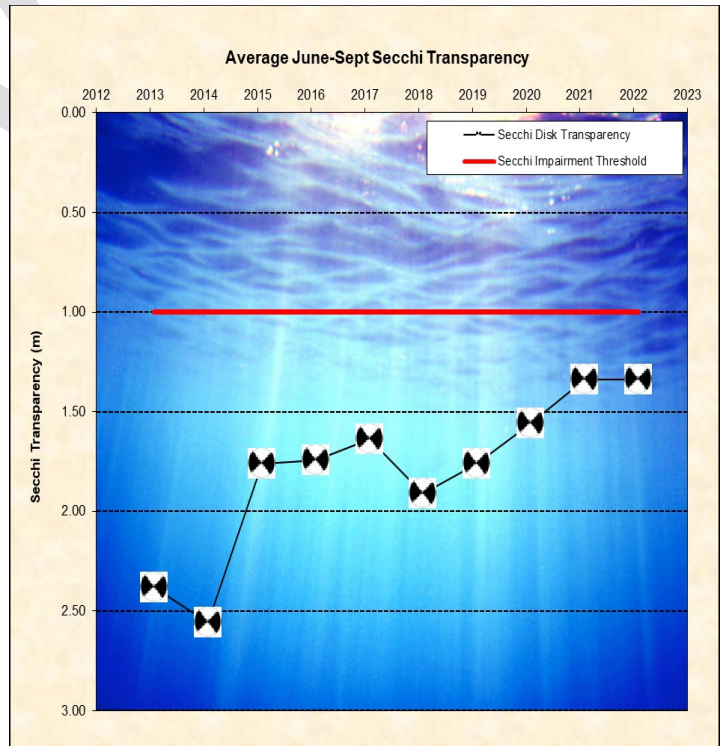 Average June-Sept Secchi Transparency
2012 2013 2014 2015 2016 2017 2018 2019 2020 2021 2022 2023
0.00
Secchi Disk Transparency
Secchi Impairment Threshold
0.50
1.00
1.50
2.00
2.50
3.00
Secchi Transparency (m)